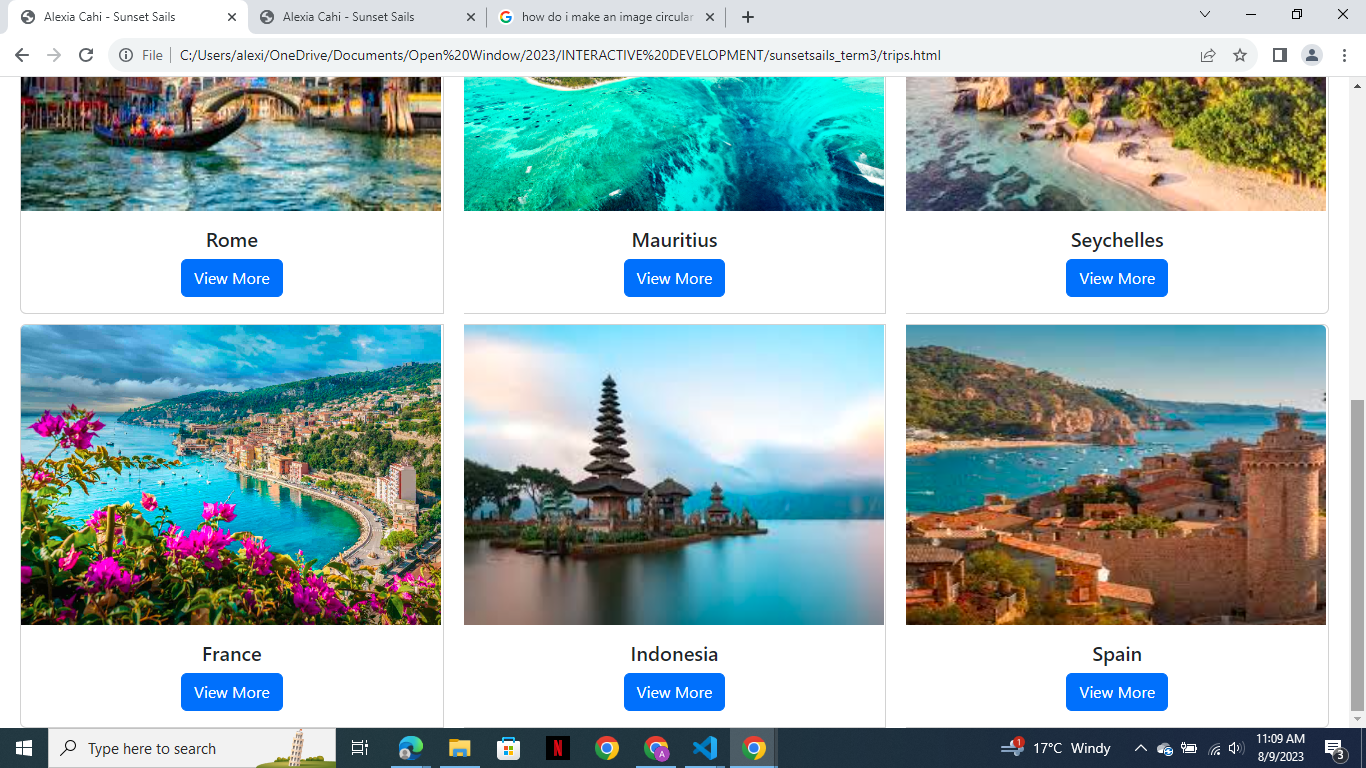 Alexia Cahi - Sunset Sails
Alexia Cahi - Sunset Sails
how do i make an image circular
File
C:/Users/alexi/OneDrive/Documents/Open%20Window/2023/INTERACTIVE%20DEVELOPMENT/sunsetsails_term3/trips.html
Rome
Mauritius
Seychelles
View More
View More
View More
France
Indonesia
Spain
View More
View More
View More
Type here to search
N
A
1
17°C Windy
11:09 AM
8/9/2023
3